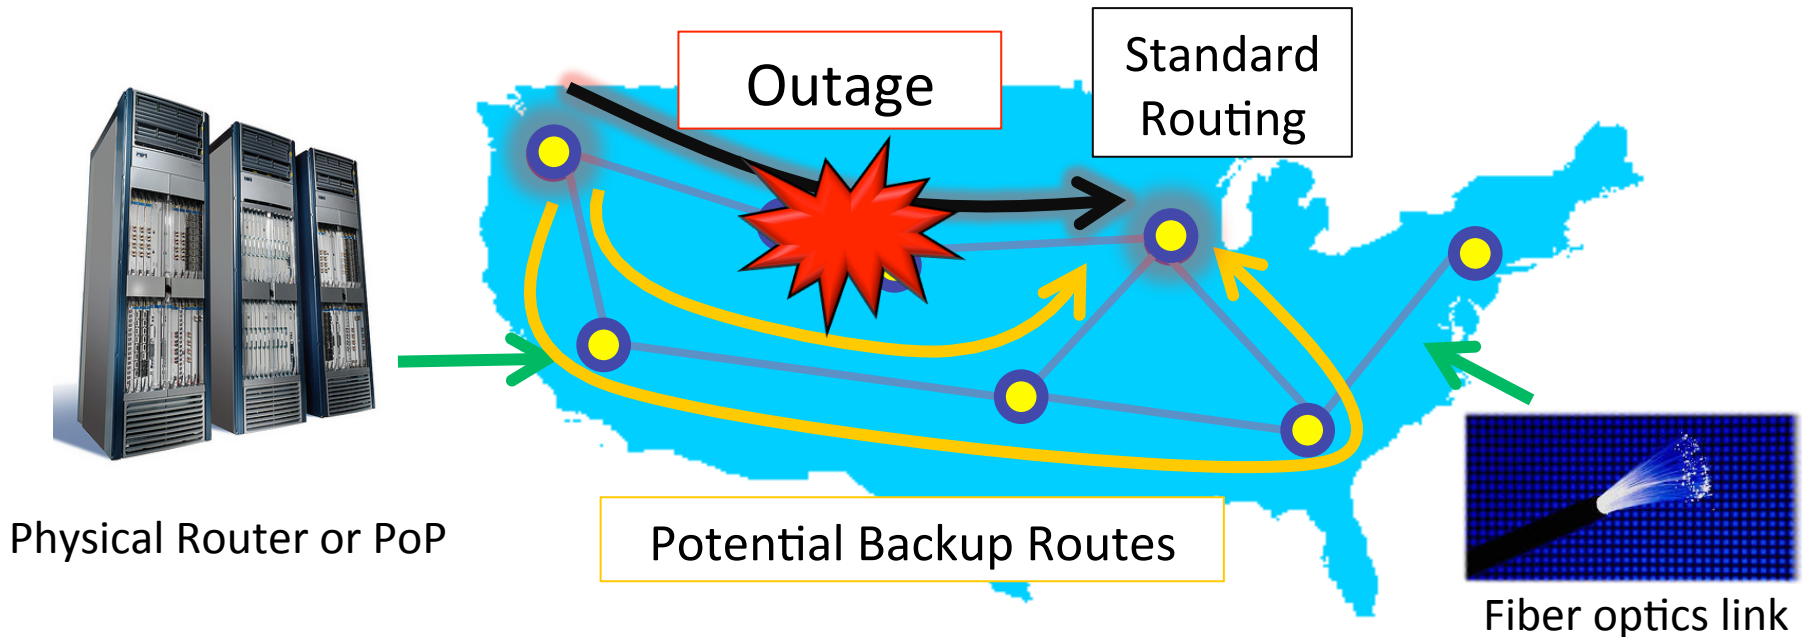 Outage
Standard
Routing
Physical Router or PoP
Potential Backup Routes
Fiber optics link